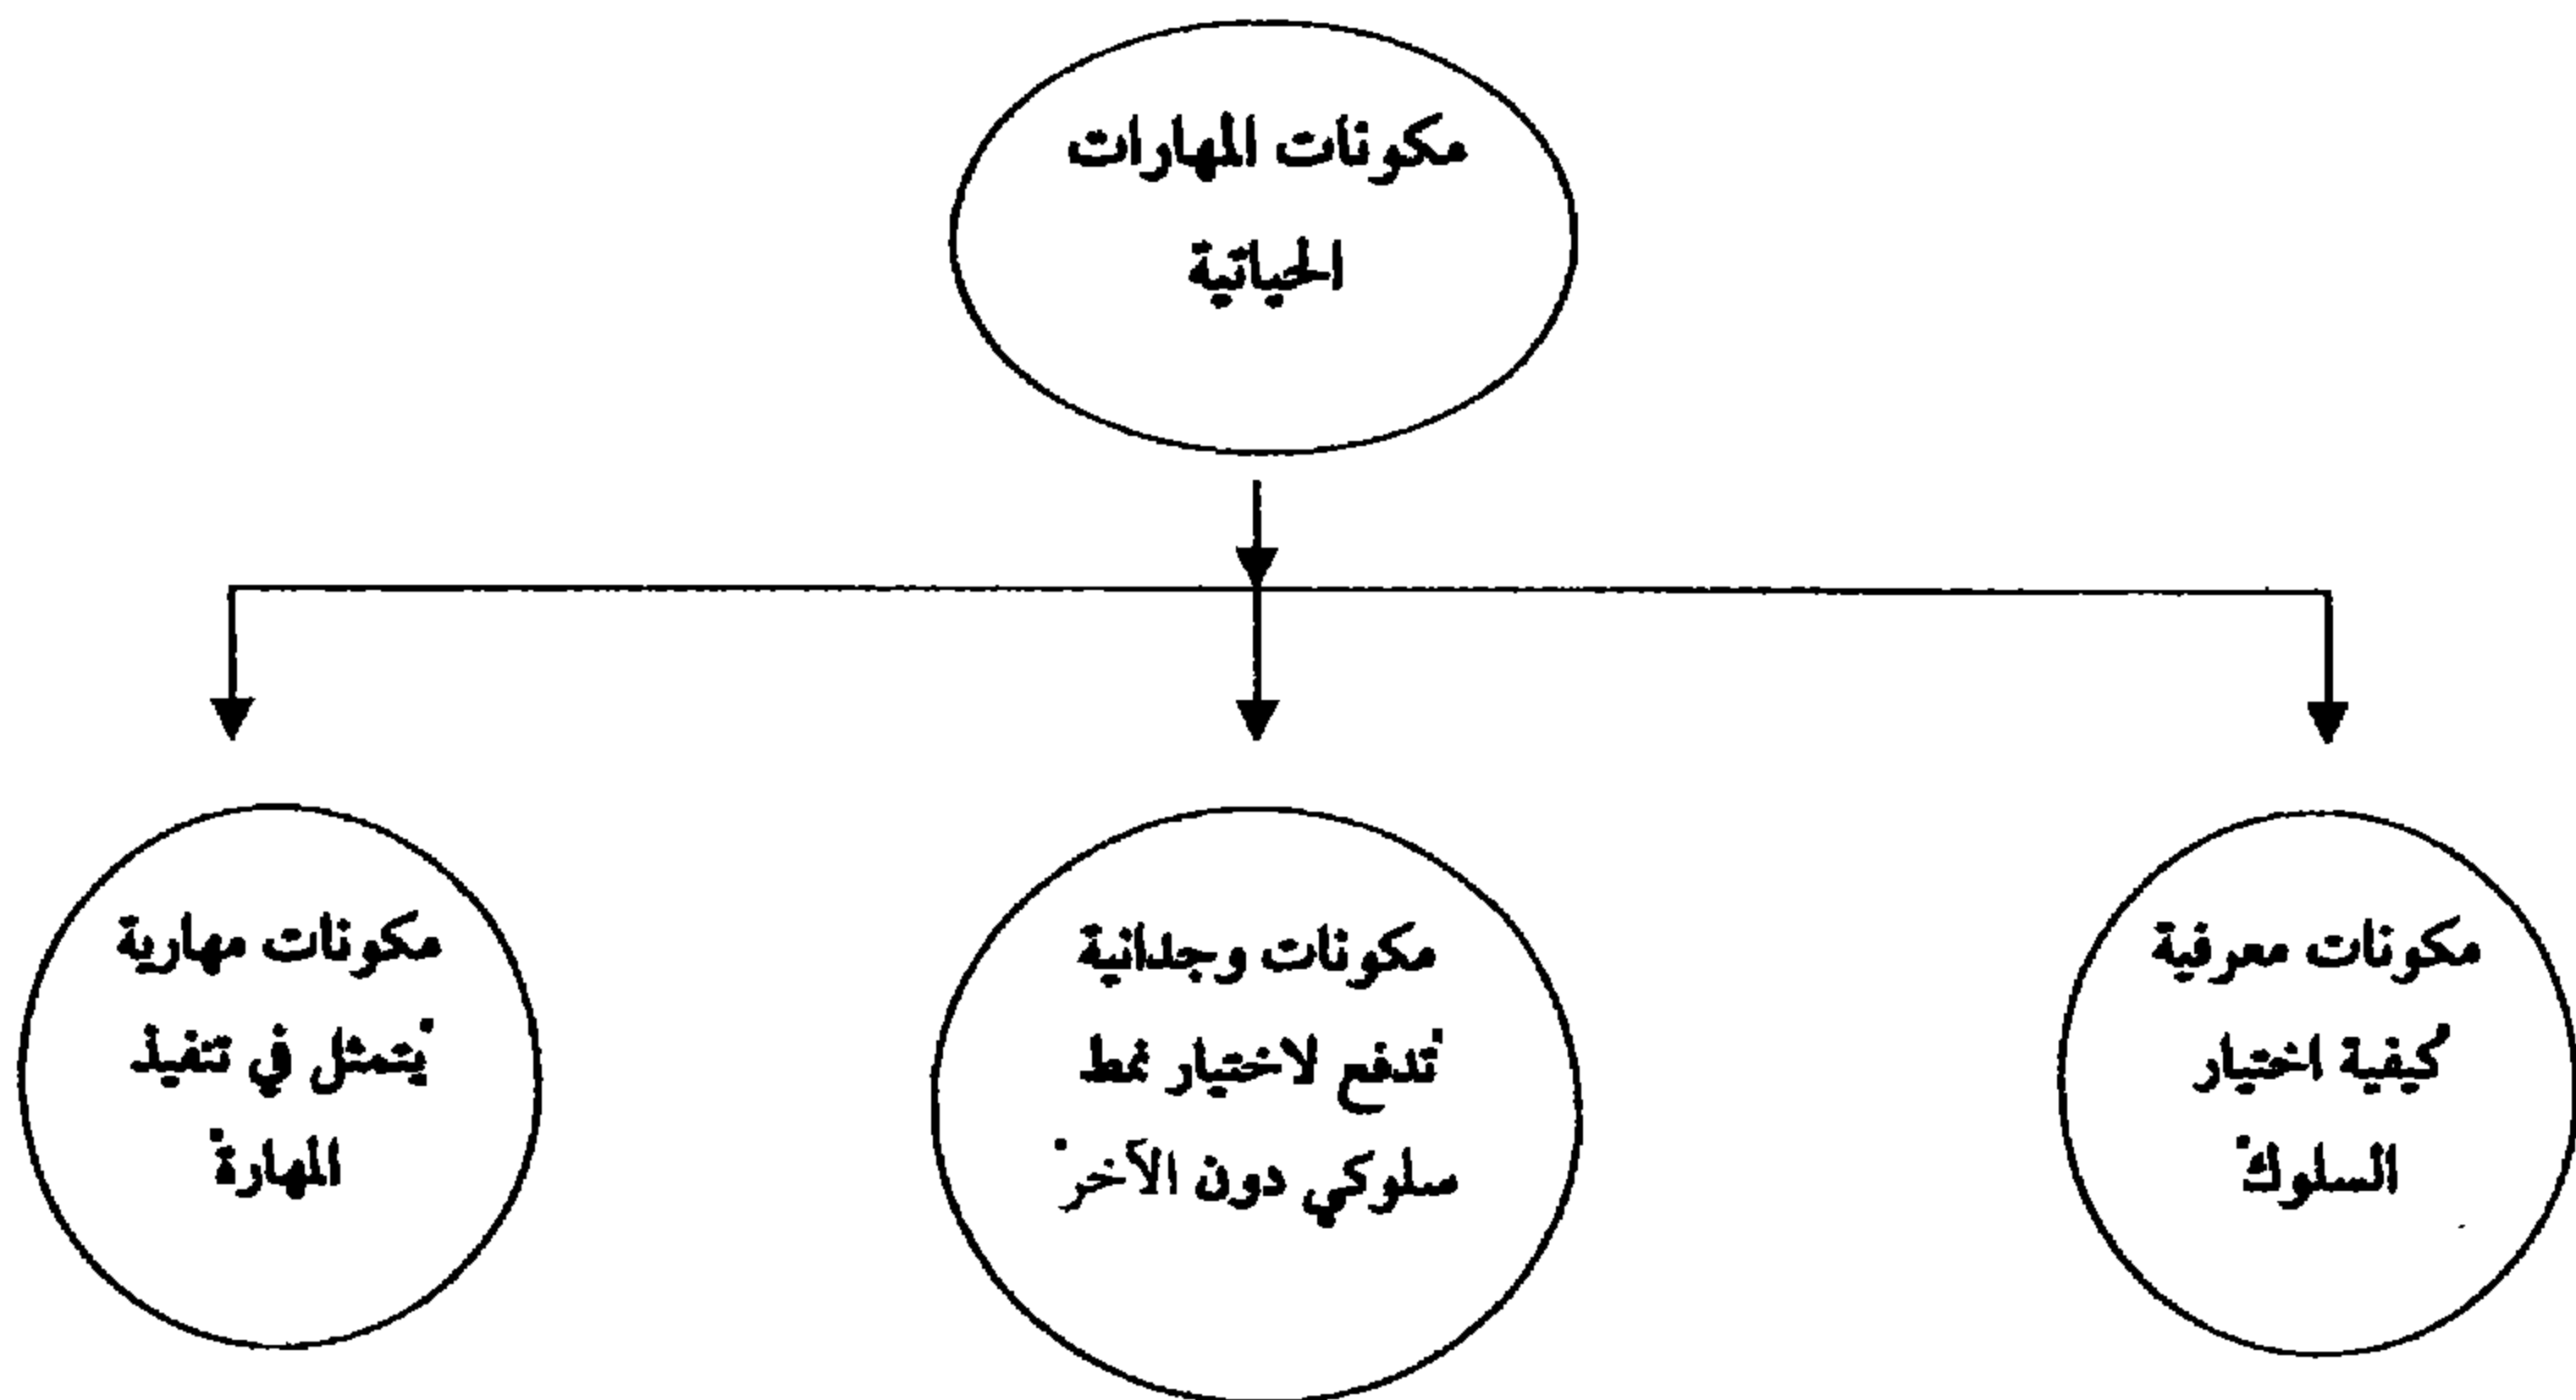 مكونات المهارات
الحياتية
مكونات معرفية
"كيفية اختيار
السلوك"
مكونات وجدانية
"تدفع لاختيار نمط
سلوكي دون الآخر"
مكونات مهارية
"يتمثل في تنفيذ
المهارة"